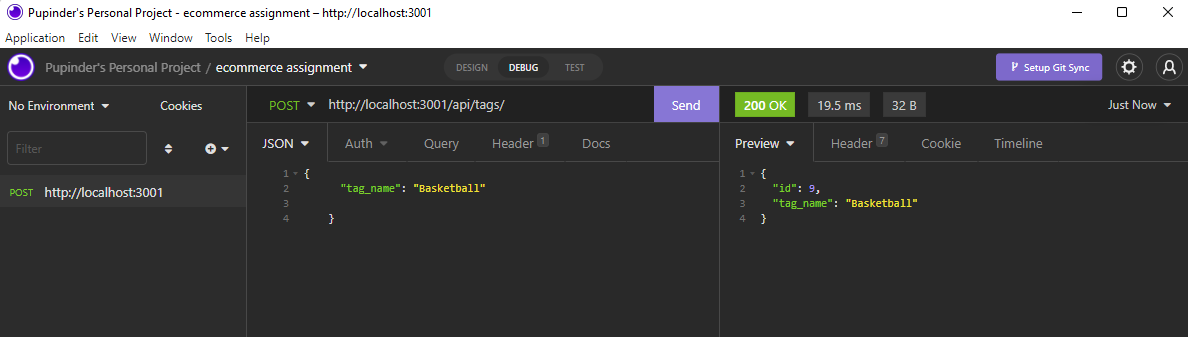 Pupinder's Personal Project - ecommerce assignment – http://localhost:3001
Application Edit View Window Tools Help
Pupinder's Personal Project / ecommerce assignment
DESIGN DEBUG TEST
Setup Git Sync
No Environment Cookies
POST http://localhost:3001/api/tags/ Send
200 OK 19.5 ms 32 B Just Now
Filter
JSON Auth Query Header 1 Docs
Preview Header 7 Cookie Timeline
POST http://localhost:3001
1 {
2 "tag_name": "Basketball"
3
4 }
1 {
2 "id": 9,
3 "tag_name": "Basketball"
4 }